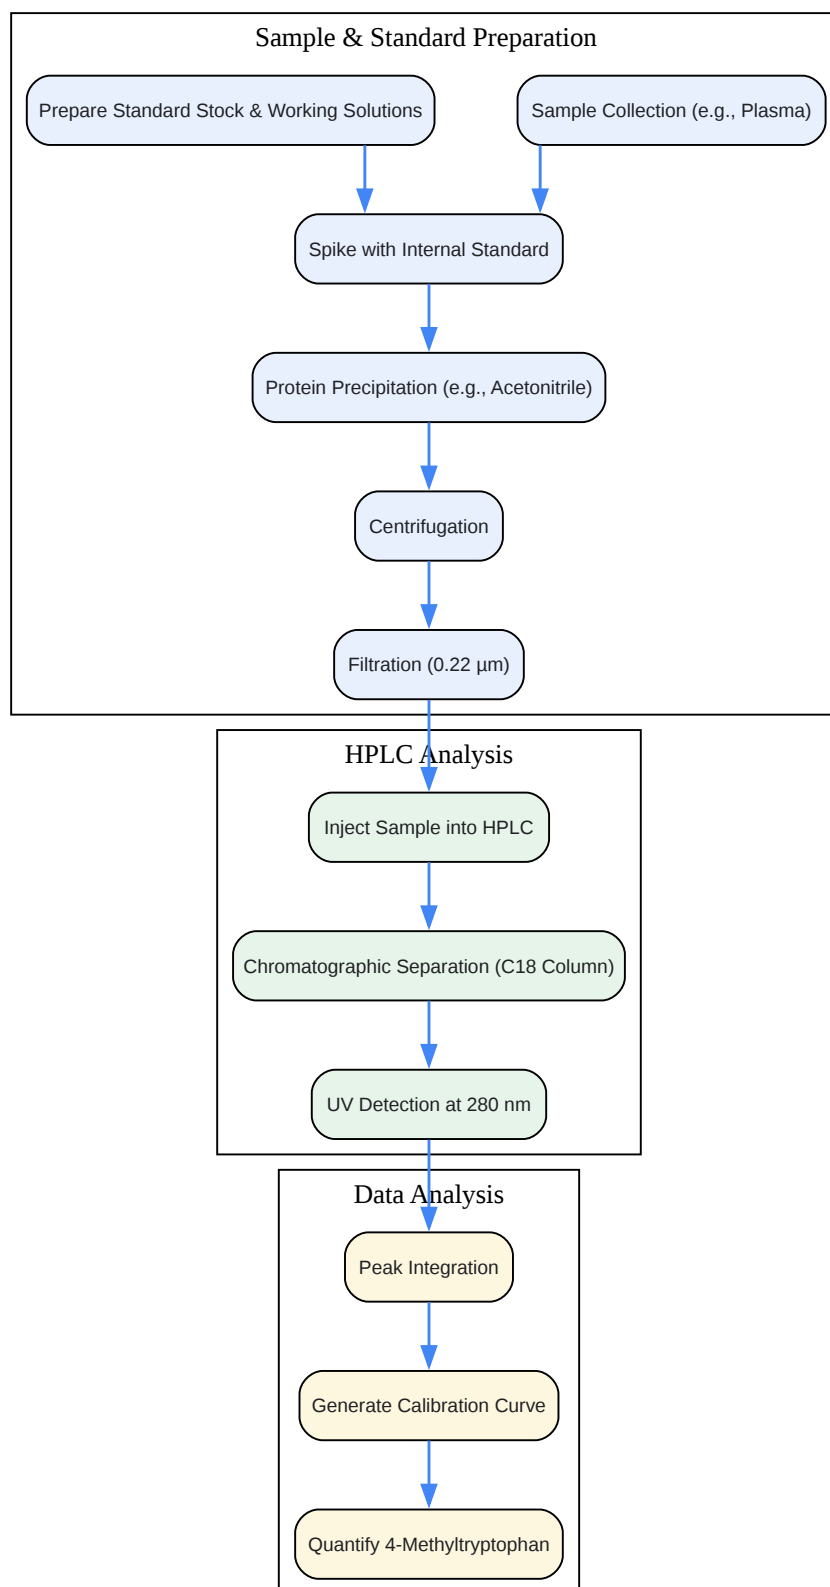 Sample & Standard Preparation
Prepare Standard Stock & Working Solutions
Sample Collection (e.g., Plasma)
Spike with Internal Standard
Protein Precipitation (e.g., Acetonitrile)
Centrifugation
Filtration (0.22 µm)
HPLC Analysis
Inject Sample into HPLC
Chromatographic Separation (C18 Column)
UV Detection at 280 nm
Data Analysis
Peak Integration
Generate Calibration Curve
Quantify 4-Methyltryptophan